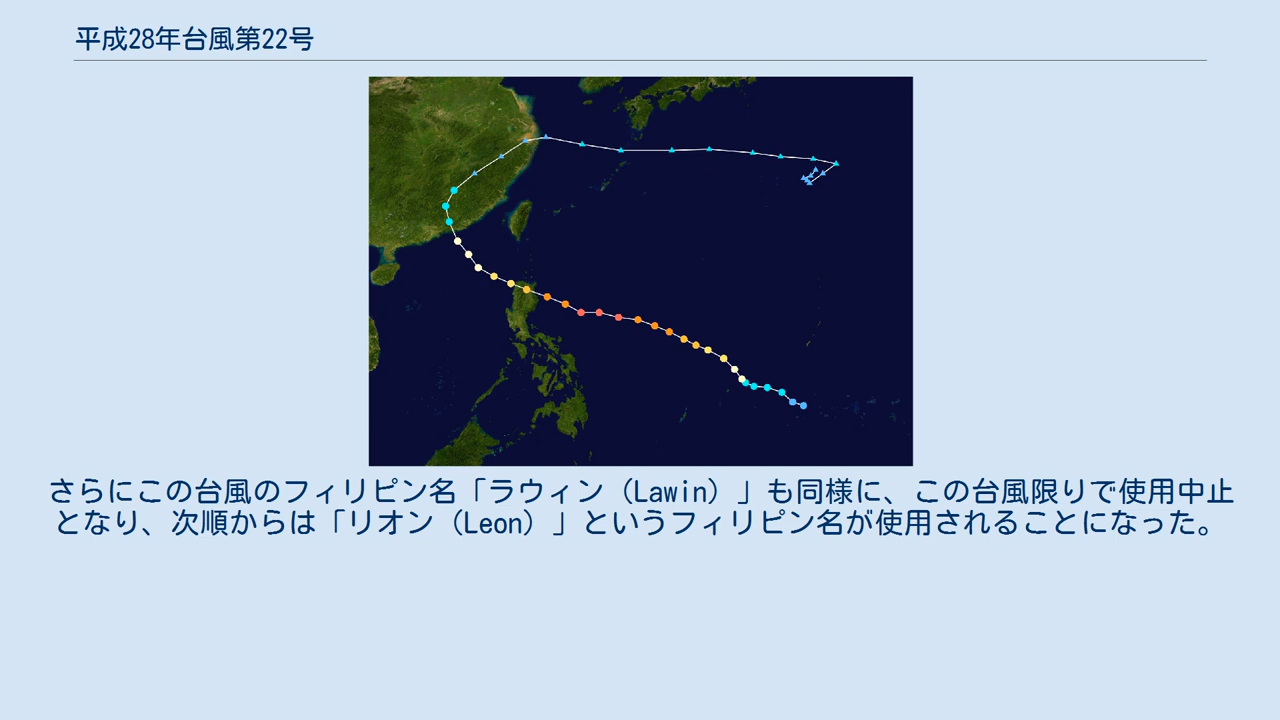 平成28年台風第22号
さらにこの台風のフィリピン名「ラウィン（Lawin）」も同様に、この台風限りで使用中止
となり、次順からは「リオン（Leon）」というフィリピン名が使用されることになった。